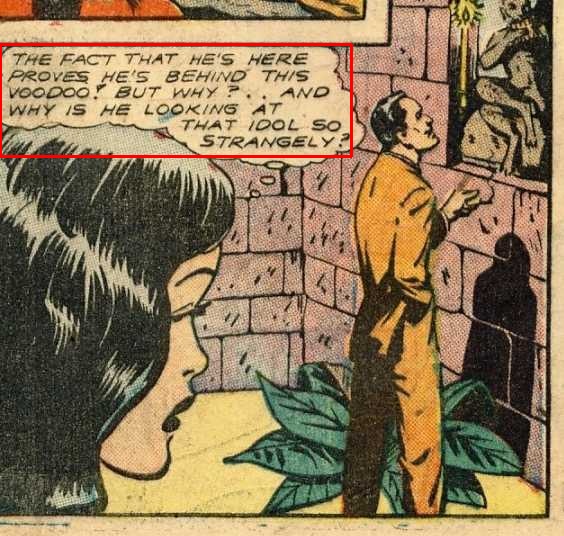 THE FACT THAT HE'S HERE
PROVES HE'S BEHIND THIS
VOODOO! BUT WHY?... AND
WHY IS HE LOOKING AT
THAT IDOL SO
STRANGELY?